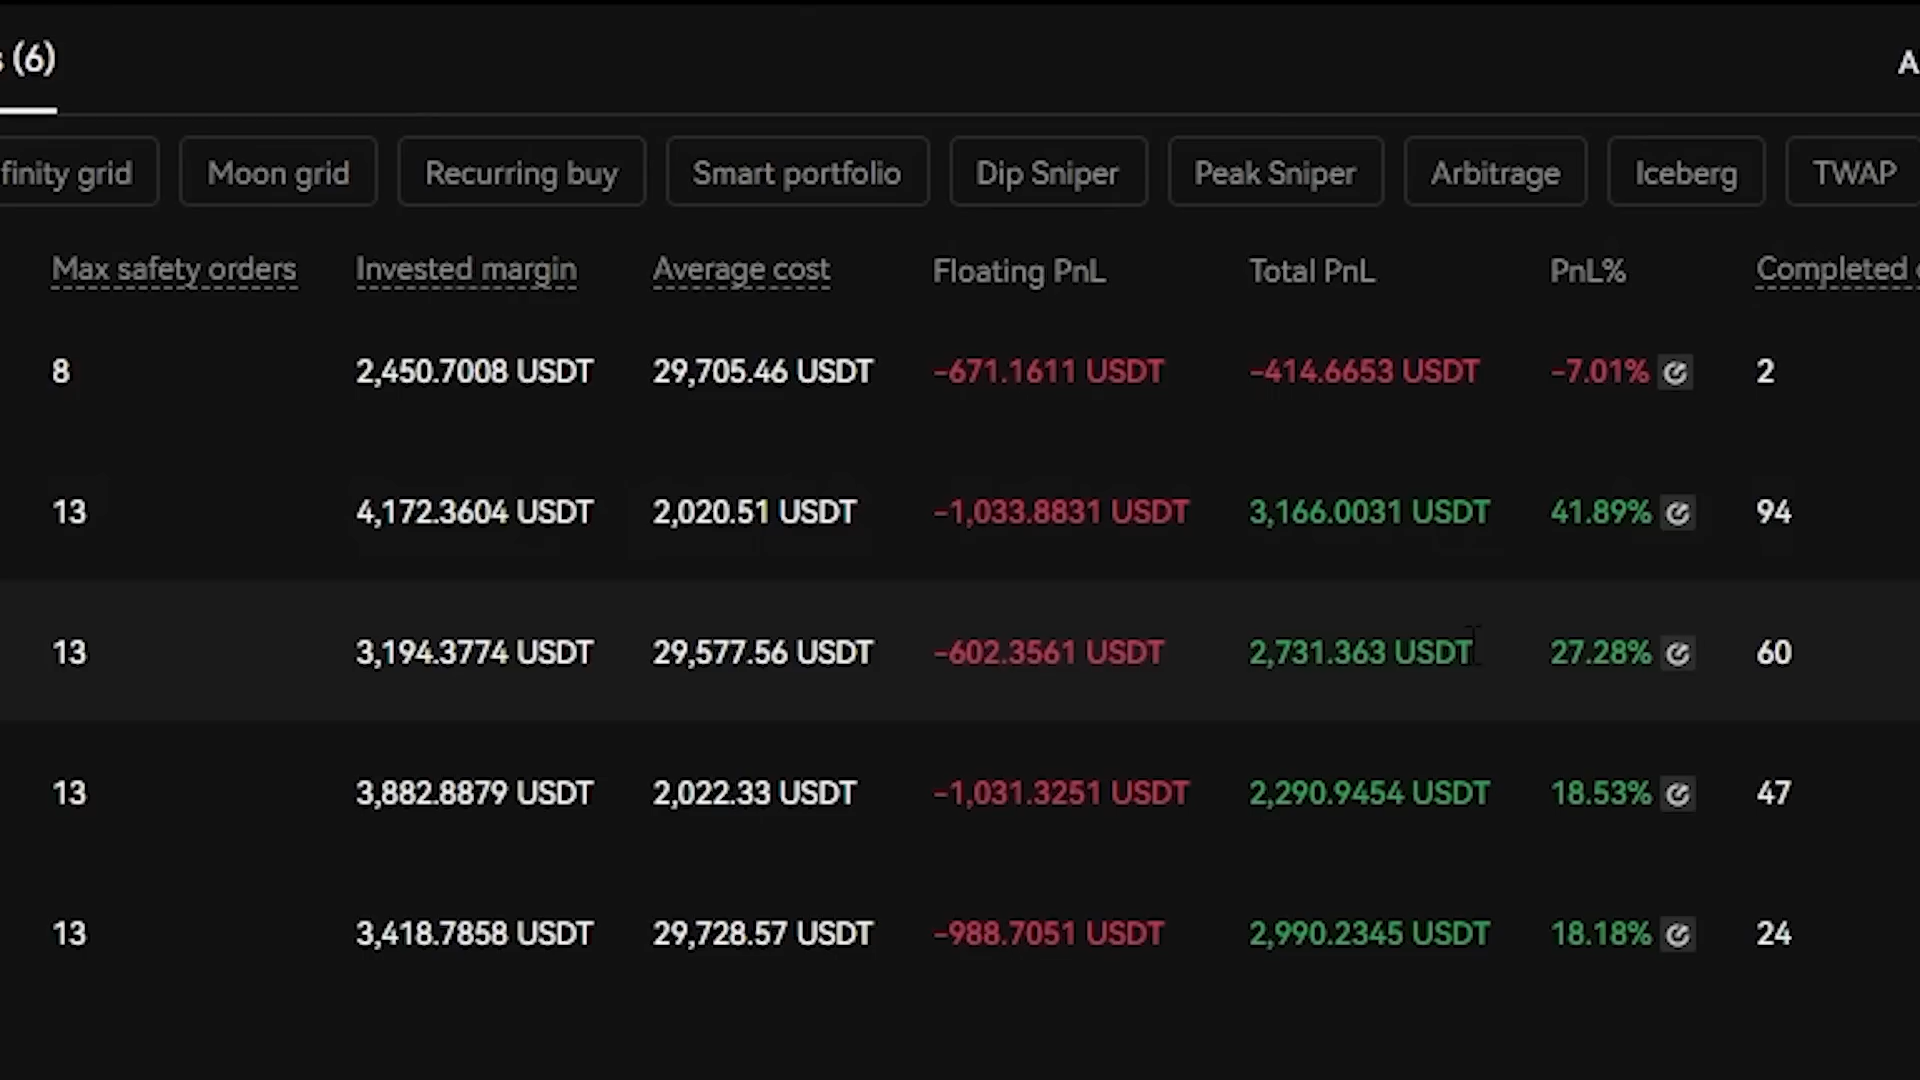 (6)
finity grid Moon grid Recurring buy Smart portfolio Dip Sniper Peak Sniper Arbitrage Iceberg TWAP
Max safety orders Invested margin Average cost Floating PnL Total PnL PnL% Completed
8 2,450.7008 USDT 29,705.46 USDT -671.1611 USDT -414.6653 USDT -7.01% 2
13 4,172.3604 USDT 2,020.51 USDT -1,033.8831 USDT 3,166.0031 USDT 41.89% 94
13 3,194.3774 USDT 29,577.56 USDT -602.3561 USDT 2,731.363 USDT 27.28% 60
13 3,882.8879 USDT 2,022.33 USDT -1,031.3251 USDT 2,290.9454 USDT 18.53% 47
13 3,418.7858 USDT 29,728.57 USDT -988.7051 USDT 2,990.2345 USDT 18.18% 24